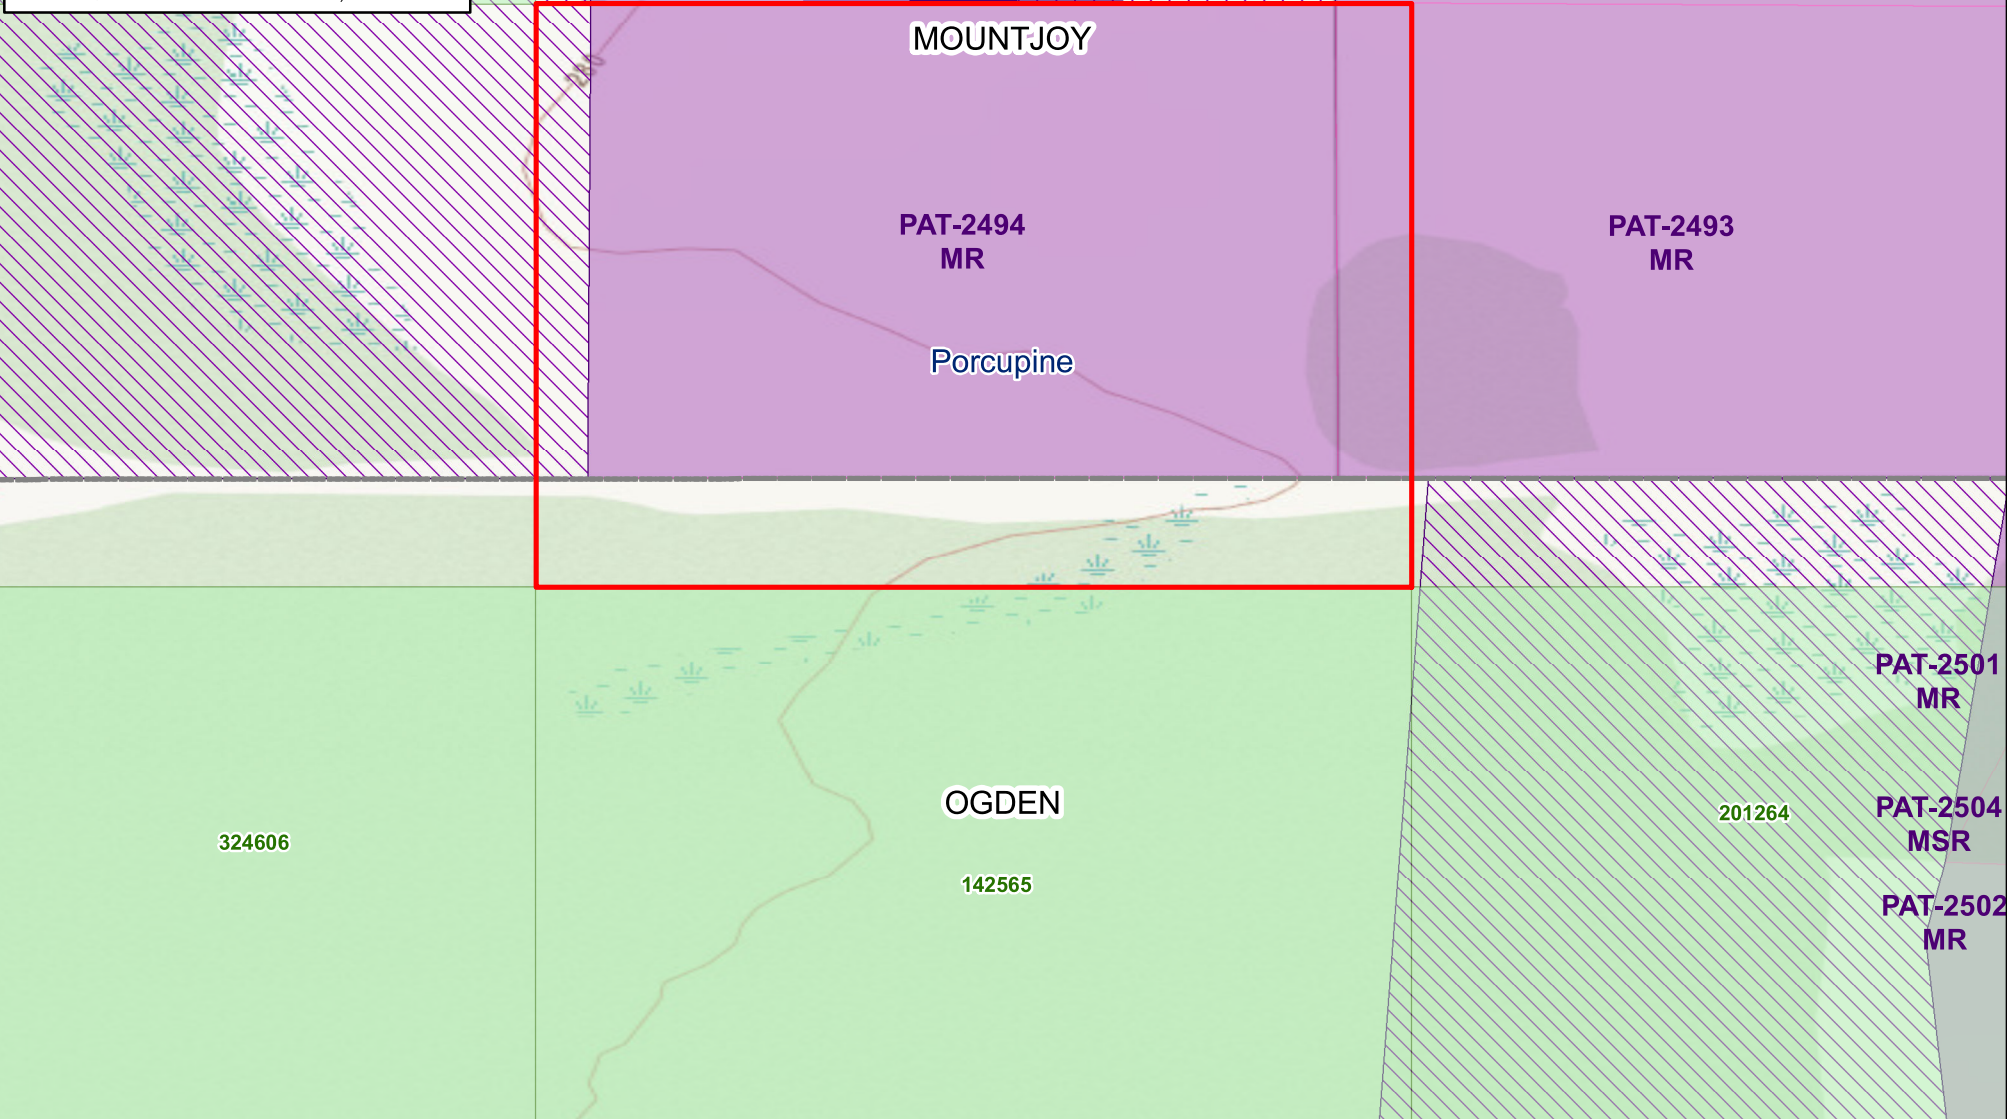 MOUNTJOY
280
PAT-2494
MR
PAT-2493
MR
Porcupine
PAT-2501
MR
OGDEN
PAT-2504
MSR
201264
324606
142565
PAT-2502
MR